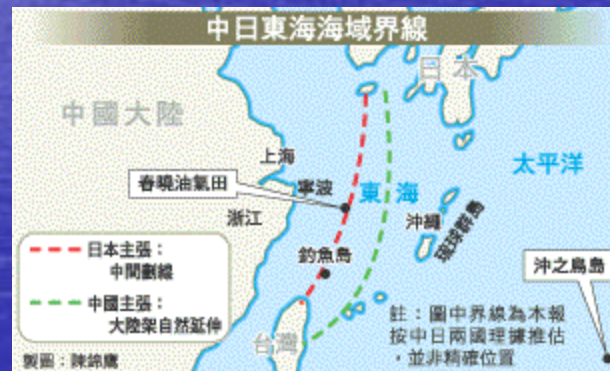 中日東海海域界線
日本
中國大陸
上海
太平洋
春曉油氣田
寧波
東海
浙江
沖繩
琉球群島
日本主張：
中間劃線
釣魚島
沖之鳥島
中國主張：
大陸架自然延伸
台灣
註：圖中界線為本報
按中日兩國理據推估
，並非精確位置
製圖：陳錦鷹